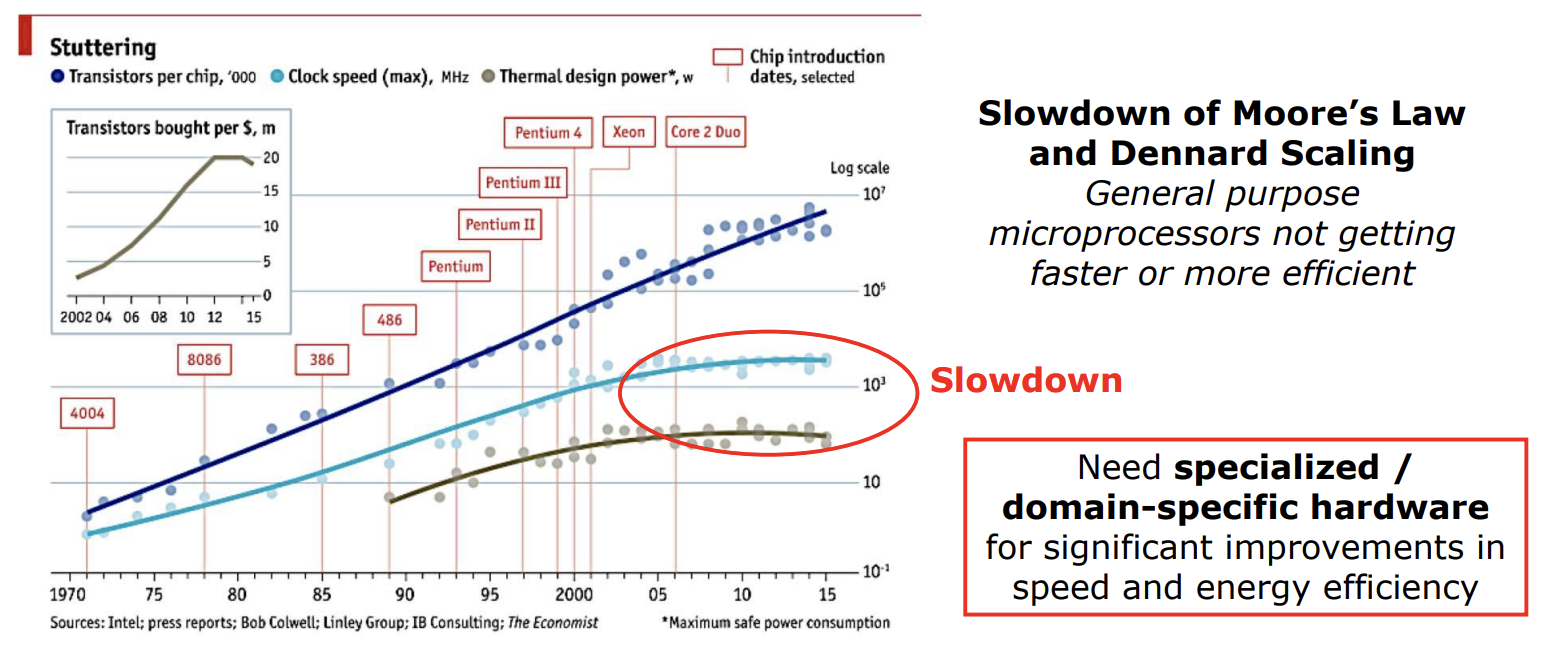 Stuttering
Transistors per chip, ’000 Clock speed (max), MHz Thermal design power*, w
Chip introduction
dates, selected
Transistors bought per $, m
20
15
10
5
0
2002 04 06 08 10 12 15
Pentium 4 Xeon Core 2 Duo
Pentium III
Pentium II
Pentium
486
8086 386
4004
Log scale
10⁷
10⁵
10³
10
10⁻¹
1970 75 80 85 90 95 2000 05 10 15
Sources: Intel; press reports; Bob Colwell; Linley Group; IB Consulting; The Economist
*Maximum safe power consumption
Slowdown of Moore’s Law
and Dennard Scaling
General purpose
microprocessors not getting
faster or more efficient
Slowdown
Need specialized /
domain-specific hardware
for significant improvements in
speed and energy efficiency